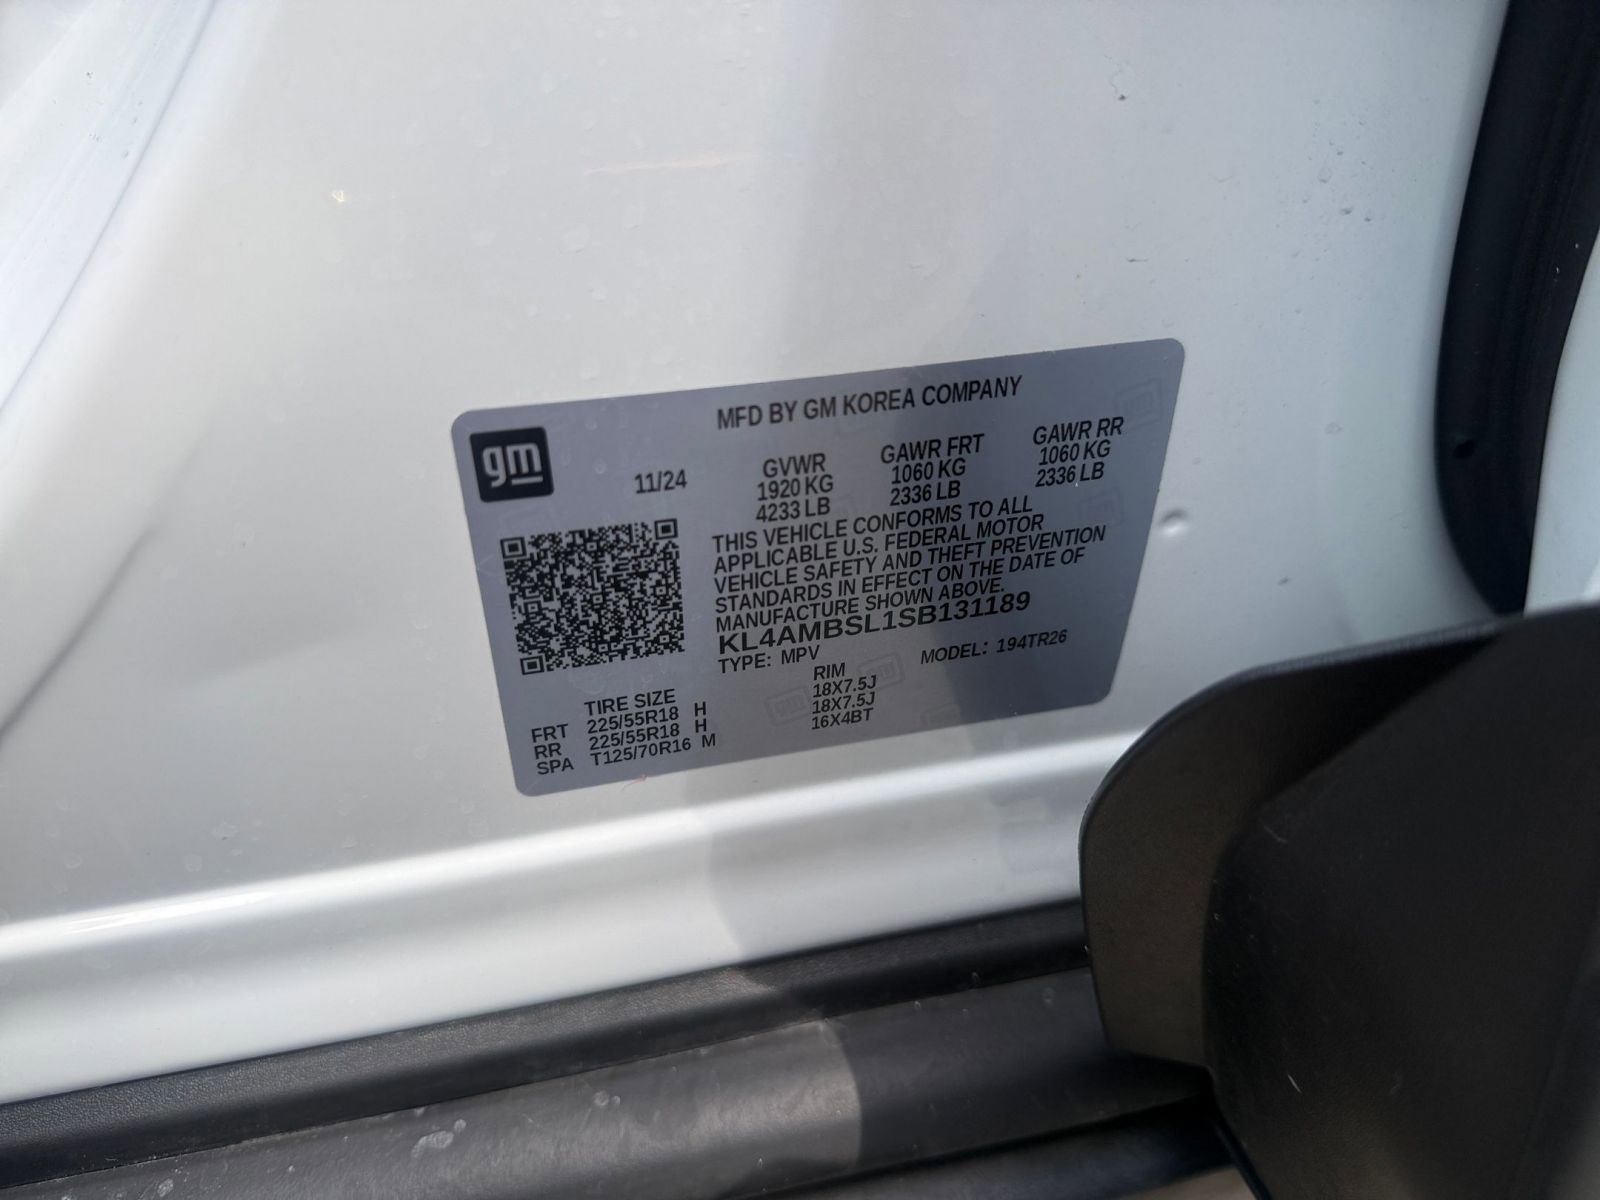 MFD BY GM KOREA COMPANY
gm
11/24
GVWR GAWR FRT GAWR RR
1920 KG 1060 KG 1060 KG
4233 LB 2336 LB 2336 LB
THIS VEHICLE CONFORMS TO ALL
APPLICABLE U.S. FEDERAL MOTOR
VEHICLE SAFETY AND THEFT PREVENTION
STANDARDS IN EFFECT ON THE DATE OF
MANUFACTURE SHOWN ABOVE.
KL4AMBSL1SB131189
TYPE: MPV MODEL: 194TR26
TIRE SIZE RIM
FRT 225/55R18 H 18X7.5J
RR 225/55R18 H 18X7.5J
SPA T125/70R16 M 16X4BT